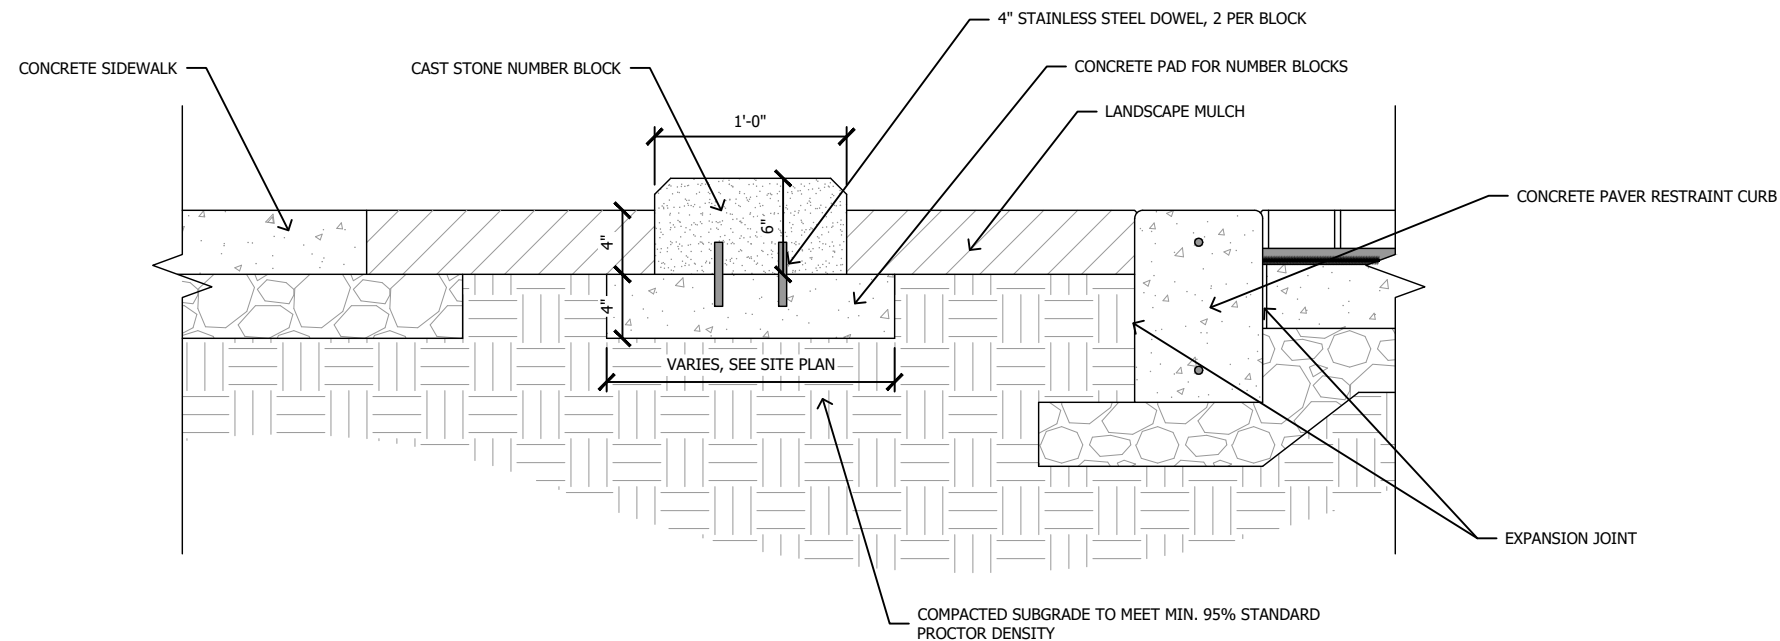 4" STAINLESS STEEL DOWEL, 2 PER BLOCK
CONCRETE SIDEWALK
CAST STONE NUMBER BLOCK
CONCRETE PAD FOR NUMBER BLOCKS
LANDSCAPE MULCH
1'-0"
CONCRETE PAVER RESTRAINT CURB
6"
4"
4"
VARIES, SEE SITE PLAN
EXPANSION JOINT
COMPACTED SUBGRADE TO MEET MIN. 95% STANDARD
PROCTOR DENSITY